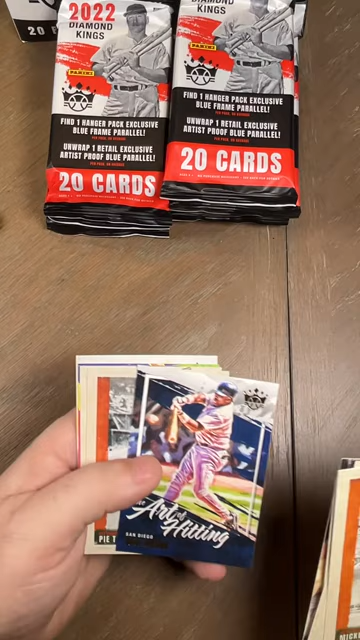 20
2022
DIAMOND
KINGS
PANINI
FIND 1 HANGER PACK EXCLUSIVE
BLUE FRAME PARALLEL!
UNWRAP 1 RETAIL EXCLUSIVE
ARTIST PROOF BLUE PARALLEL!
20 CARDS
DIAMOND
KINGS
PANINI
FIND 1 HANGER PACK EXCLUSIVE
BLUE FRAME PARALLEL!
UNWRAP 1 RETAIL EXCLUSIVE
ARTIST PROOF BLUE PARALLEL!
20 CARDS
Art of
Hitting
SAN DIEGO
PIE T